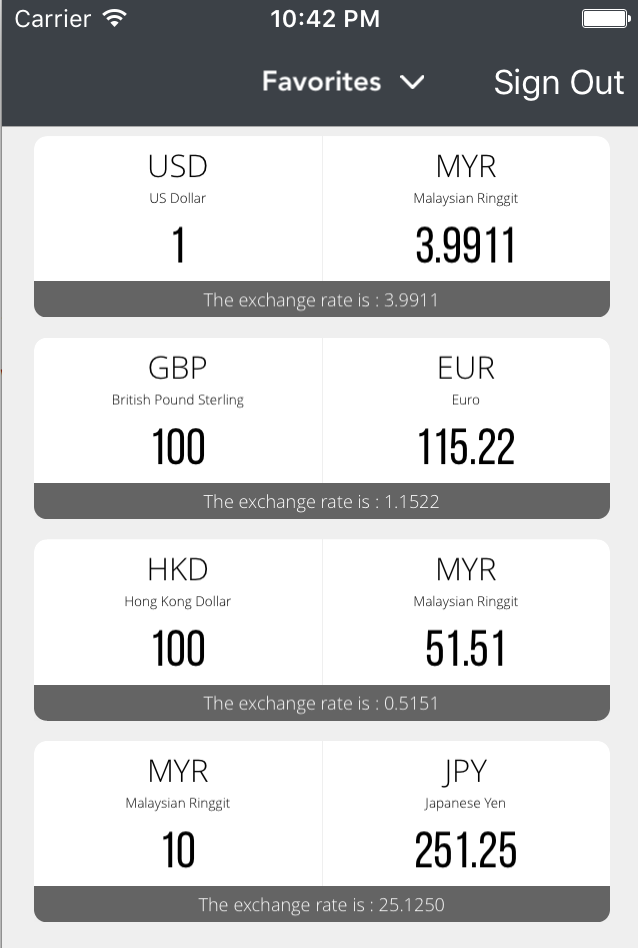 Carrier 10:42 PM
Favorites Sign Out
USD MYR
US Dollar Malaysian Ringgit
1 3.9911
The exchange rate is : 3.9911
GBP EUR
British Pound Sterling Euro
100 115.22
The exchange rate is : 1.1522
HKD MYR
Hong Kong Dollar Malaysian Ringgit
100 51.51
The exchange rate is : 0.5151
MYR JPY
Malaysian Ringgit Japanese Yen
10 251.25
The exchange rate is : 25.1250